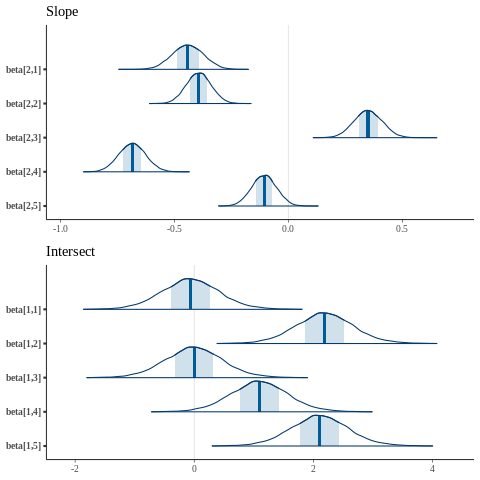 Slope
beta[2,1]
beta[2,2]
beta[2,3]
beta[2,4]
beta[2,5]
-1.0 -0.5 0.0 0.5
Intersect
beta[1,1]
beta[1,2]
beta[1,3]
beta[1,4]
beta[1,5]
-2 0 2 4